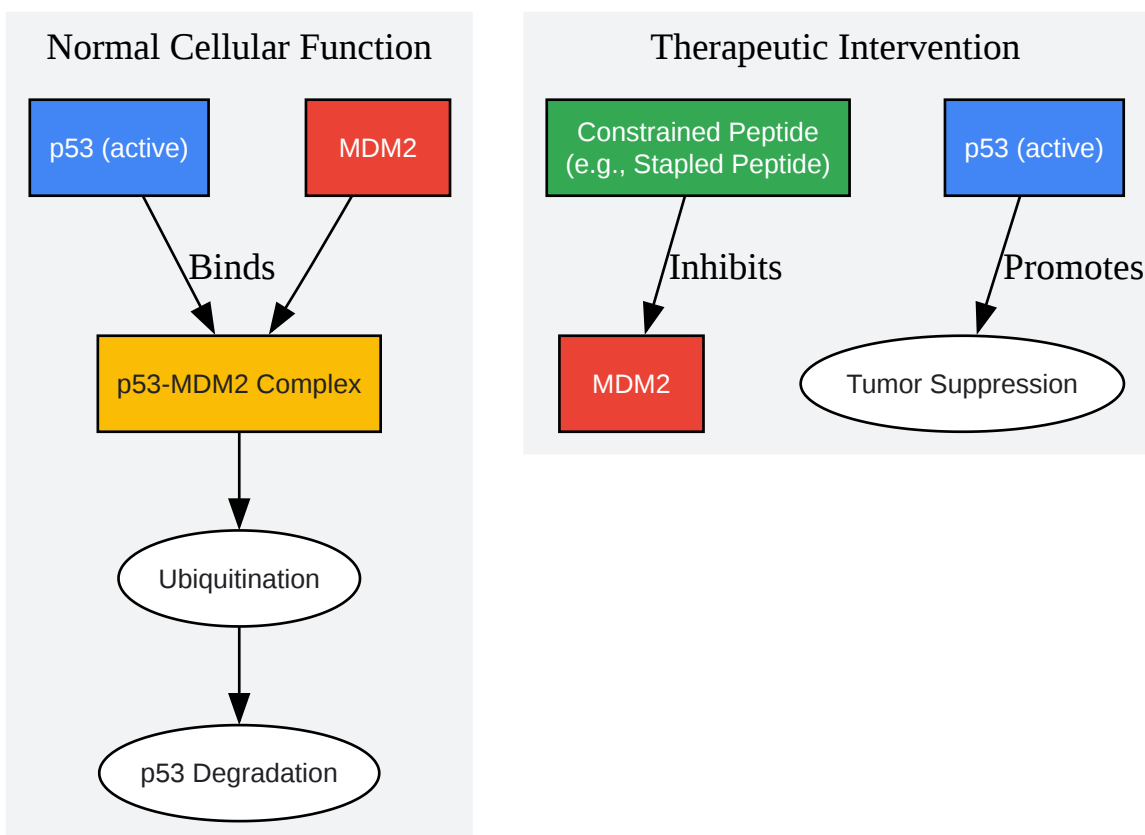 Normal Cellular Function
p53 (active)
MDM2
Binds
p53-MDM2 Complex
Ubiquitination
p53 Degradation
Therapeutic Intervention
Constrained Peptide
(e.g., Stapled Peptide)
p53 (active)
Inhibits
Promotes
MDM2
Tumor Suppression